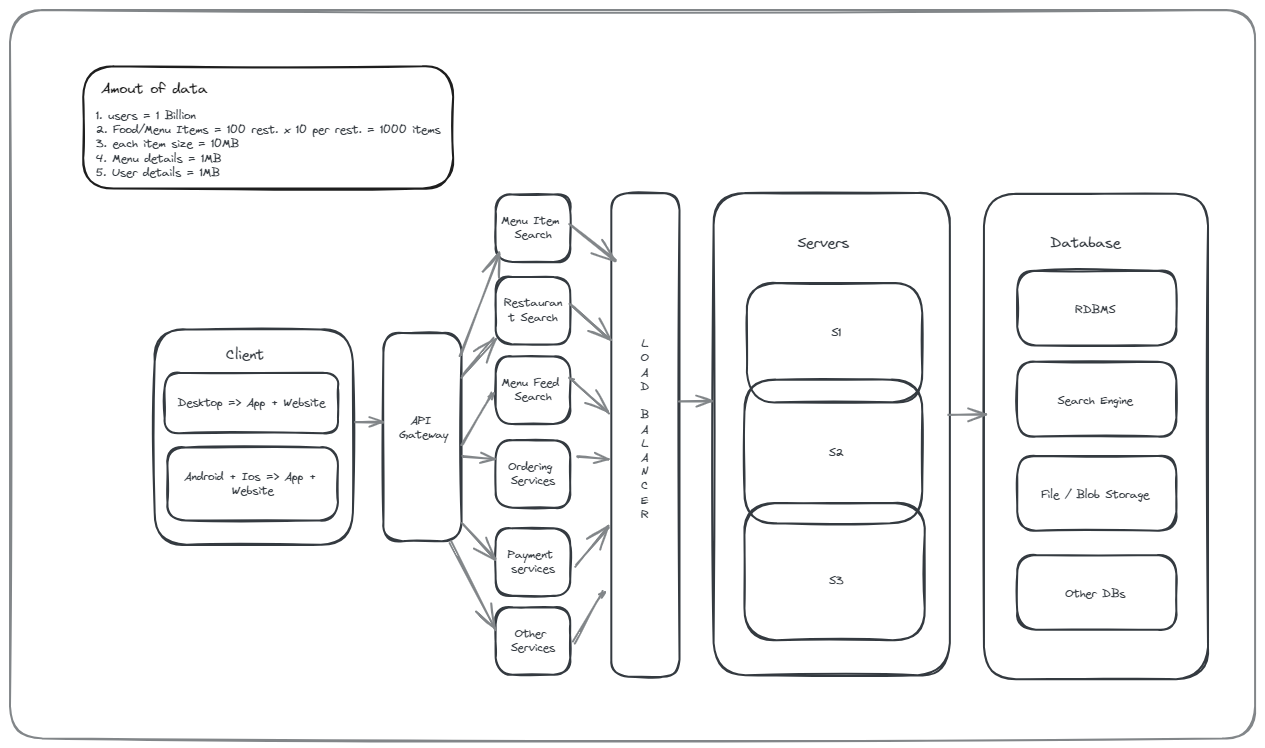 Amout of data
1. users = 1 Billion
2. Food/Menu Items = 100 rest. x 10 per rest. = 1000 items
3. each item size = 10MB
4. Menu details = 1MB
5. User details = 1MB
Client
Desktop => App + Website
Android + Ios => App +
Website
API
Gateway
Menu Item
Search
Restauran
t Search
Menu Feed
Search
Ordering
Services
Payment
services
Other
Services
L
O
A
D
B
A
L
A
N
C
E
R
Servers
S1
S2
S3
Database
RDBMS
Search Engine
File / Blob Storage
Other DBs